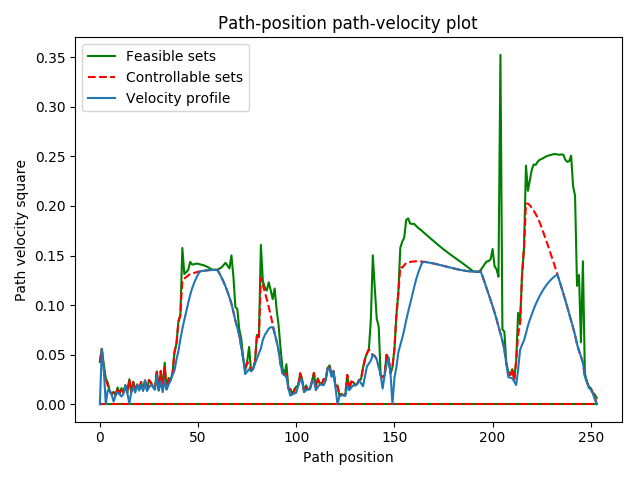 Path-position path-velocity plot
Feasible sets
Controllable sets
Velocity profile
Path velocity square
0.35
0.30
0.25
0.20
0.15
0.10
0.05
0.00
0 50 100 150 200 250
Path position